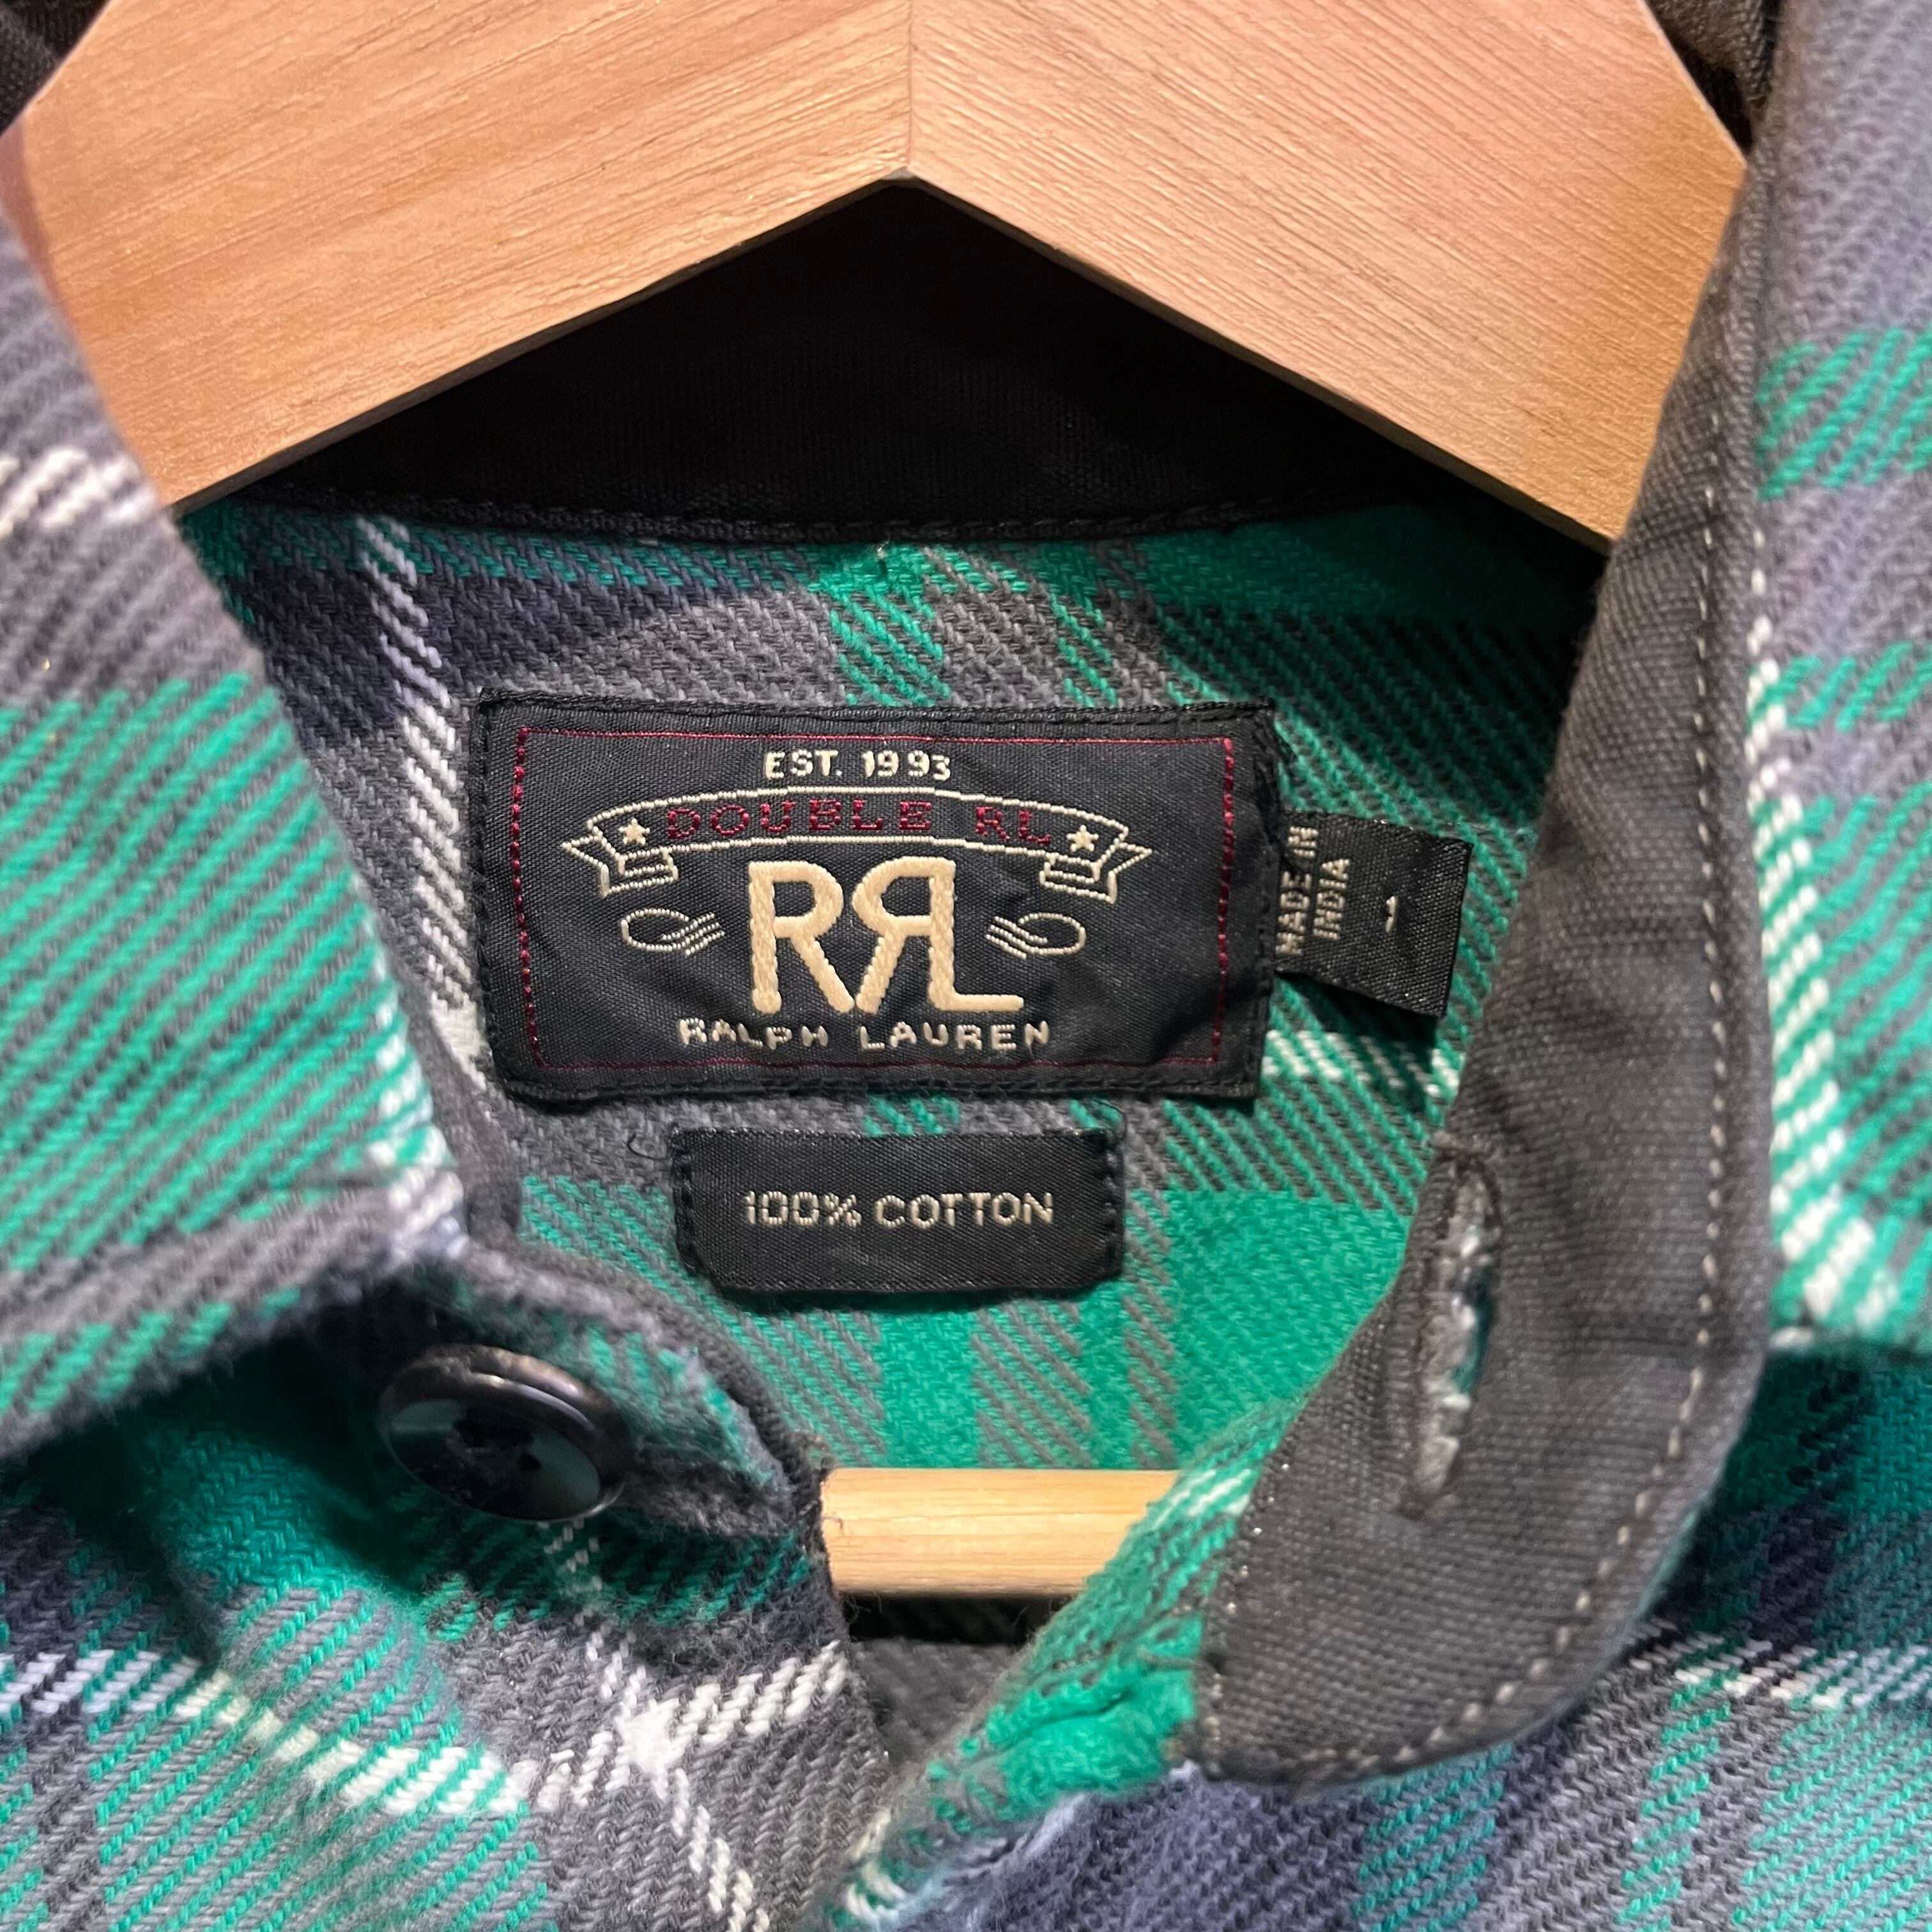 EST. 1993
DOUBLE RL
RRL
RALPH LAUREN
MADE IN
INDIA
1
100% COTTON